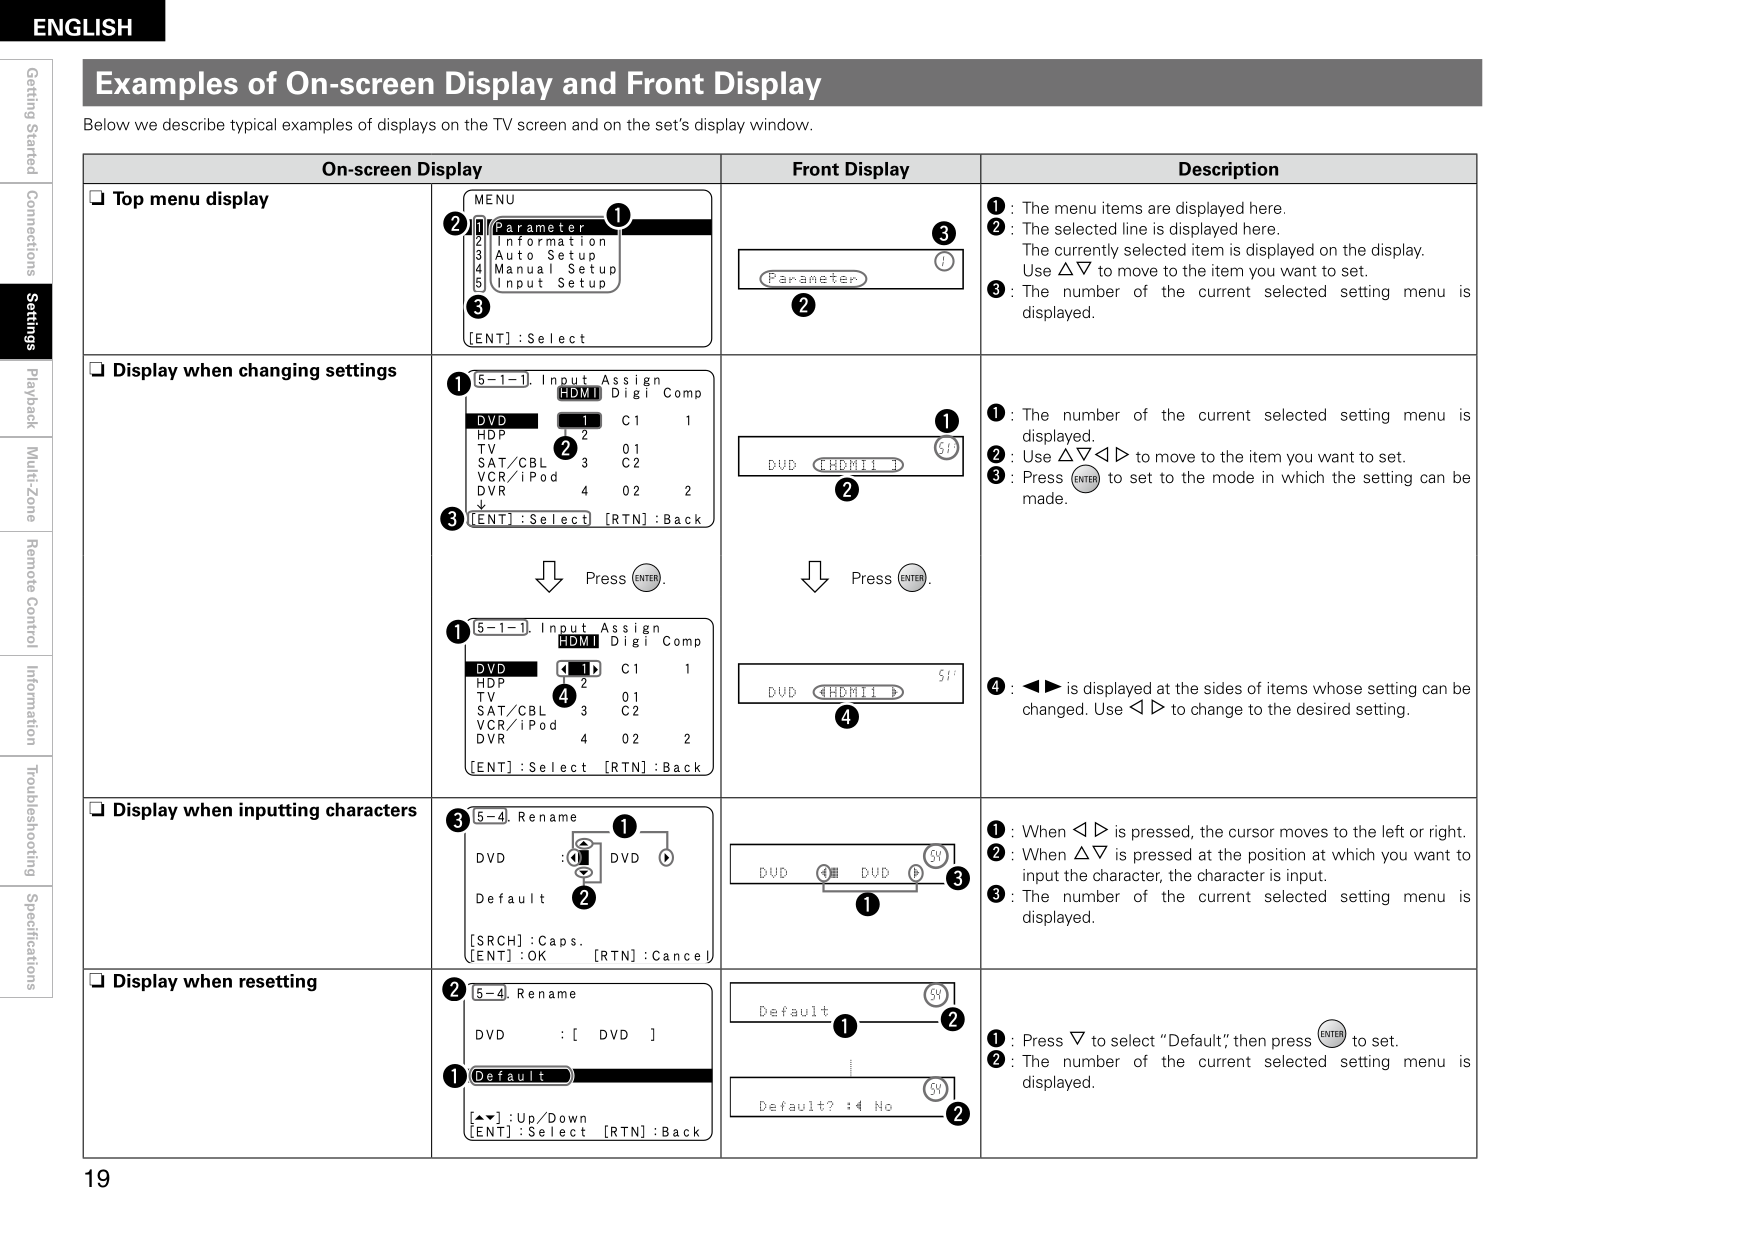 ENGLISH
Getting Started
Connections
Settings
Playback
Multi-Zone
Remote Control
Information
Troubleshooting
Specifications
Examples of On-screen Display and Front Display
Below we describe typical examples of displays on the TV screen and on the set’s display window.
On-screen Display Front Display Description
❏ Top menu display
MENU
❷ ❶
1 Parameter
2 Information
3 Auto Setup
4 Manual Setup
5 Input Setup
❸
[ENT]:Select
❸
1
Parameter
❷
❶ : The menu items are displayed here.
❷ : The selected line is displayed here.
The currently selected item is displayed on the display.
Use △▽ to move to the item you want to set.
❸ : The number of the current selected setting menu is
displayed.
❏ Display when changing settings
❶ 5-1-1. Input Assign
HDMI Digi Comp
DVD 1 C1 1
HDP 2
❷
TV 01
SAT/CBL 3 C2
VCR/iPod
DVR 4 02 2
↓
❸ [ENT]:Select [RTN]:Back
❶
51'
DVD [HDMI1 ]
❷
❶ : The number of the current selected setting menu is
displayed.
❷ : Use △▽◁ ▷ to move to the item you want to set.
❸ : Press ENTER to set to the mode in which the setting can be
made.
Press ENTER.
Press ENTER.
❶ 5-1-1. Input Assign
HDMI Digi Comp
DVD ◀1▶ C1 1
HDP 2
❹
TV 01
SAT/CBL 3 C2
VCR/iPod
DVR 4 02 2
[ENT]:Select [RTN]:Back
51'
DVD ◀HDMI1 ▶
❹
❹ : ◀ ▶ is displayed at the sides of items whose setting can be
changed. Use ◁ ▷ to change to the desired setting.
❏ Display when inputting characters
❸ 5-4. Rename
❶
DVD :◀ DVD ▶
❷
Default
[SRCH]:Caps.
[ENT]:OK [RTN]:Cancel
54
DVD ◀ DVD ▶
❸
❶
❶ : When ◁ ▷ is pressed, the cursor moves to the left or right.
❷ : When △▽ is pressed at the position at which you want to
input the character, the character is input.
❸ : The number of the current selected setting menu is
displayed.
❏ Display when resetting
❷ 5-4. Rename
DVD :[ DVD ]
❶ Default
[▲▼]:Up/Down
[ENT]:Select [RTN]:Back
54
Default
❶ ❷
54
Default? :◀ No
❷
❶ : Press ▽ to select “Default”, then press ENTER to set.
❷ : The number of the current selected setting menu is
displayed.
19